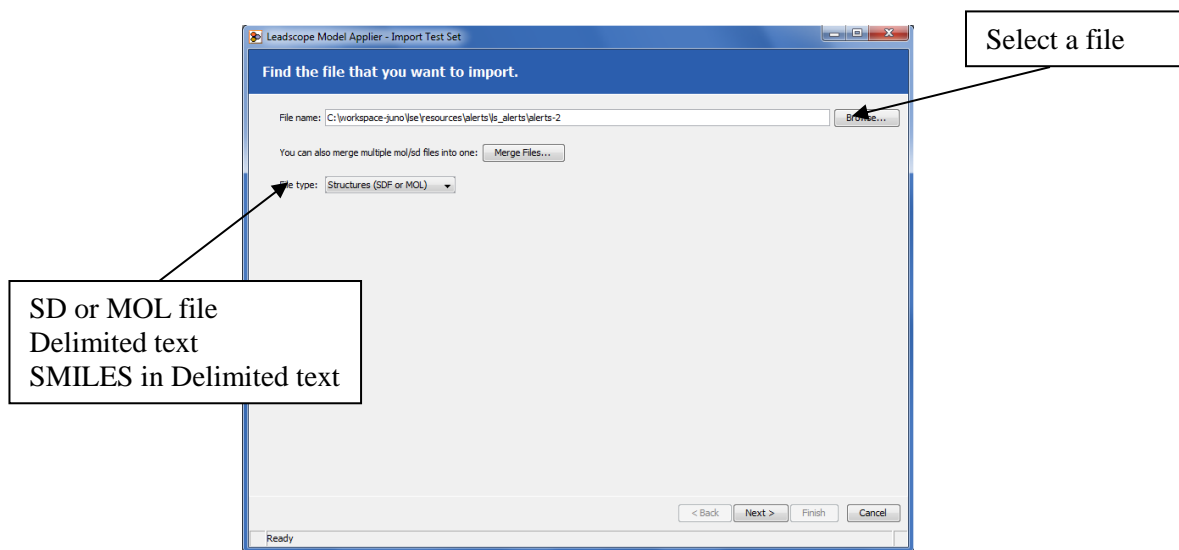 Leadscope Model Applier - Import Test Set
Select a file
Find the file that you want to import.
File name: C:\workspace-juno\lse\resources\alerts\ls_alerts\alerts-2 Browse...
You can also merge multiple mol/sd files into one: Merge Files...
File type: Structures (SDF or MOL)
SD or MOL file
Delimited text
SMILES in Delimited text
< Back Next > Finish Cancel
Ready